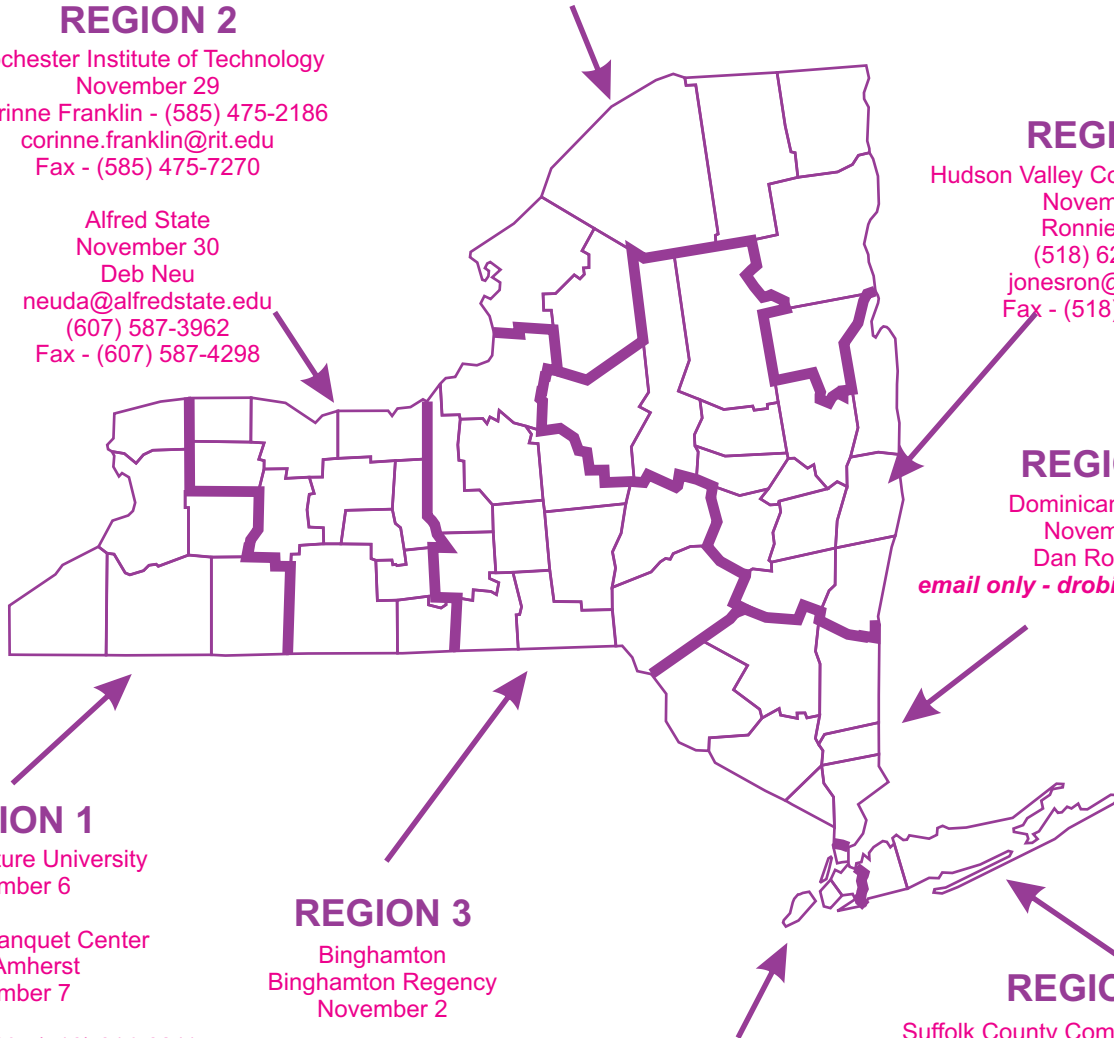 REGION 2
chester Institute of Technology
November 29
rinne Franklin - (585) 475-2186
corinne.franklin@rit.edu
Fax - (585) 475-7270
Alfred State
November 30
Deb Neu
neuda@alfredstate.edu
(607) 587-3962
Fax - (607) 587-4298
REGI
Hudson Valley Co
Novem
Ronnie
(518) 62
jonesron@
Fax - (518)
REGIO
Dominican
Novem
Dan Ro
email only - drobi
ION 1
ture University
mber 6
anquet Center
Amherst
mber 7
REGION 3
Binghamton
Binghamton Regency
November 2
REGIO
Suffolk County Com